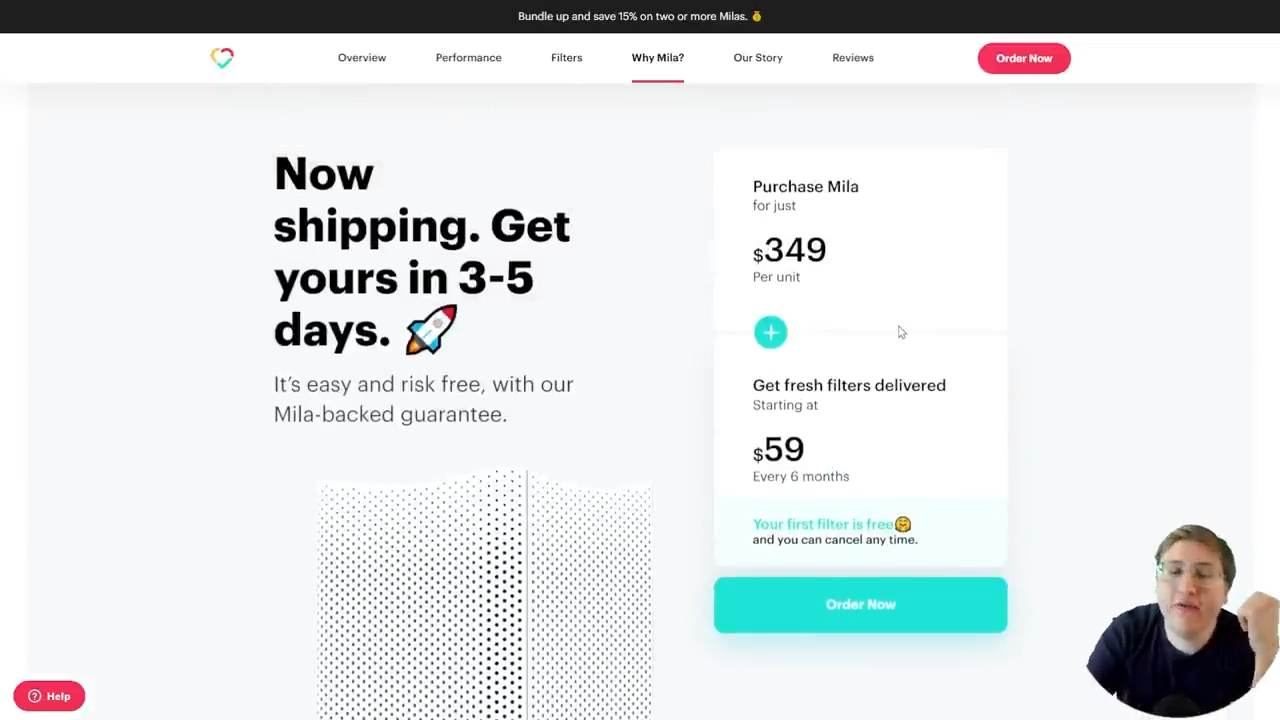 Bundle up and save 15% on two or more Milas. 🥇
Overview
Performance
Filters
Why Mila?
Our Story
Reviews
Order Now
Now
shipping. Get
yours in 3-5
days. 🚀
It's easy and risk free, with our
Mila-backed guarantee.
Purchase Mila
for just
$349
Per unit
+
Get fresh filters delivered
Starting at
$59
Every 6 months
Your first filter is free🤗
and you can cancel any time.
Order Now
? Help